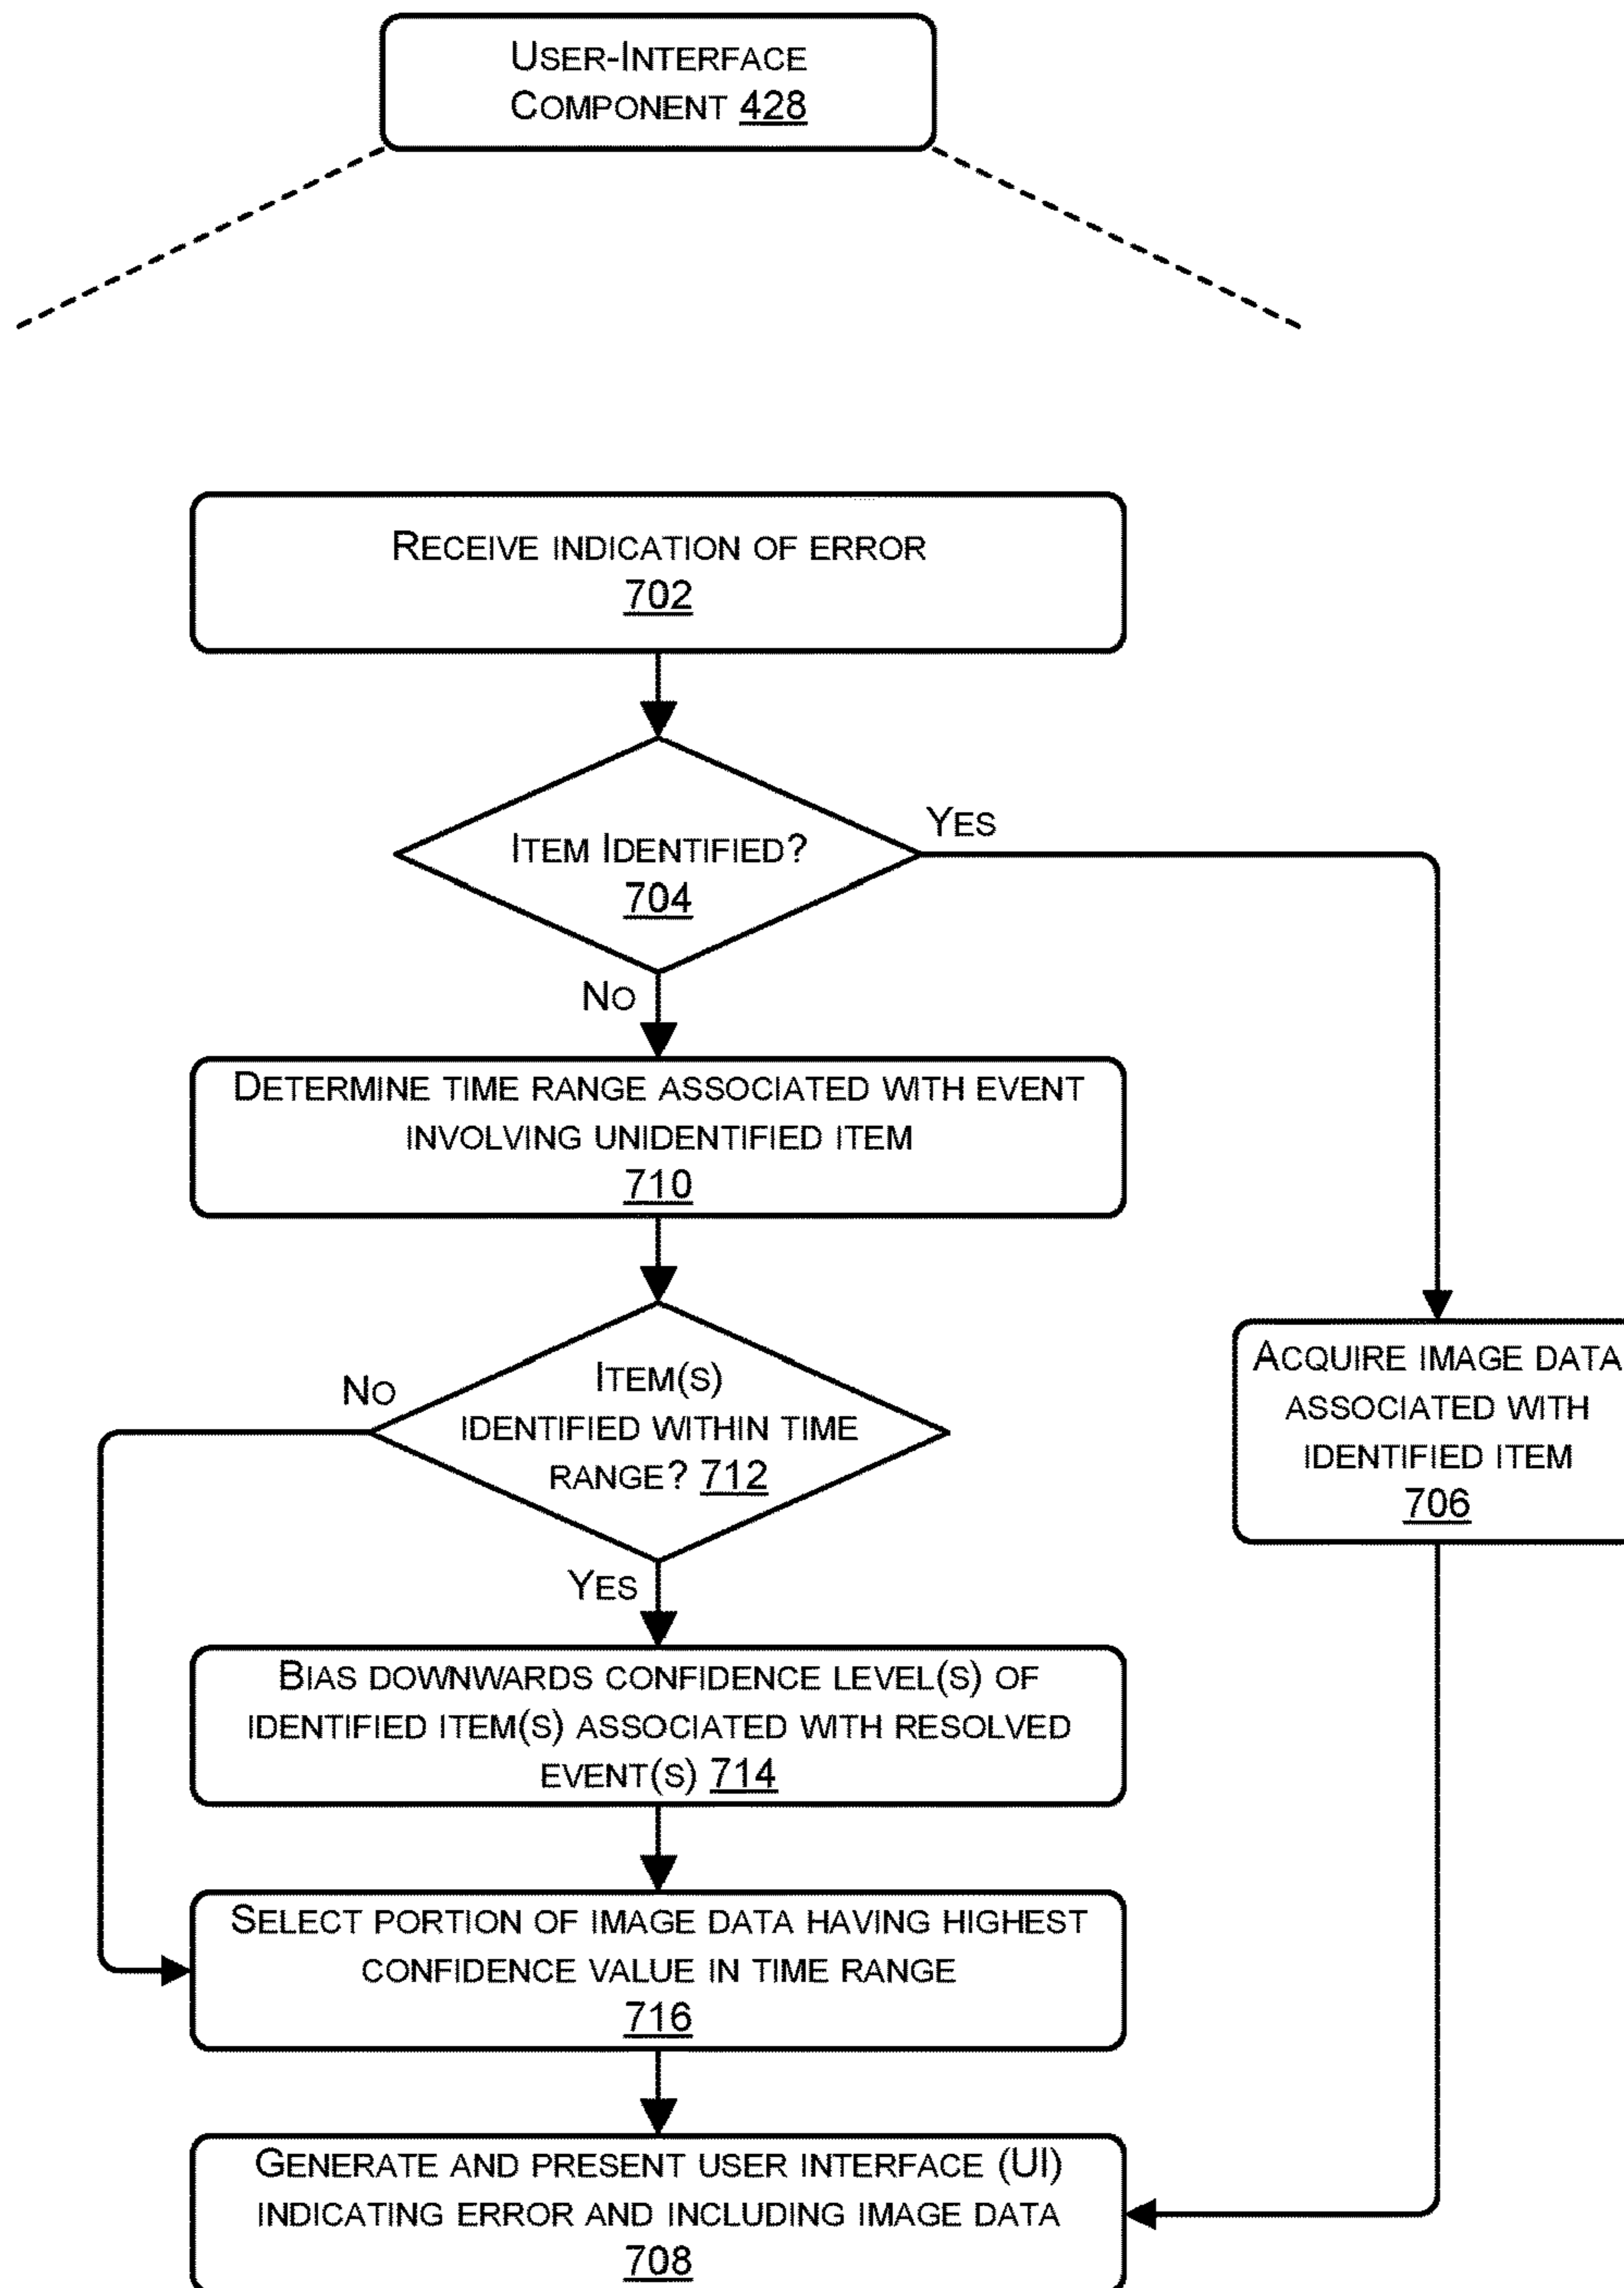 USER-INTERFACE
COMPONENT 428
RECEIVE INDICATION OF ERROR
702
ITEM IDENTIFIED?
704
YES
NO
DETERMINE TIME RANGE ASSOCIATED WITH EVENT
INVOLVING UNIDENTIFIED ITEM
710
ITEM(S)
IDENTIFIED WITHIN TIME
RANGE? 712
NO
YES
ACQUIRE IMAGE DATA
ASSOCIATED WITH
IDENTIFIED ITEM
706
BIAS DOWNWARDS CONFIDENCE LEVEL(S) OF
IDENTIFIED ITEM(S) ASSOCIATED WITH RESOLVED
EVENT(S) 714
SELECT PORTION OF IMAGE DATA HAVING HIGHEST
CONFIDENCE VALUE IN TIME RANGE
716
GENERATE AND PRESENT USER INTERFACE (UI)
INDICATING ERROR AND INCLUDING IMAGE DATA
708